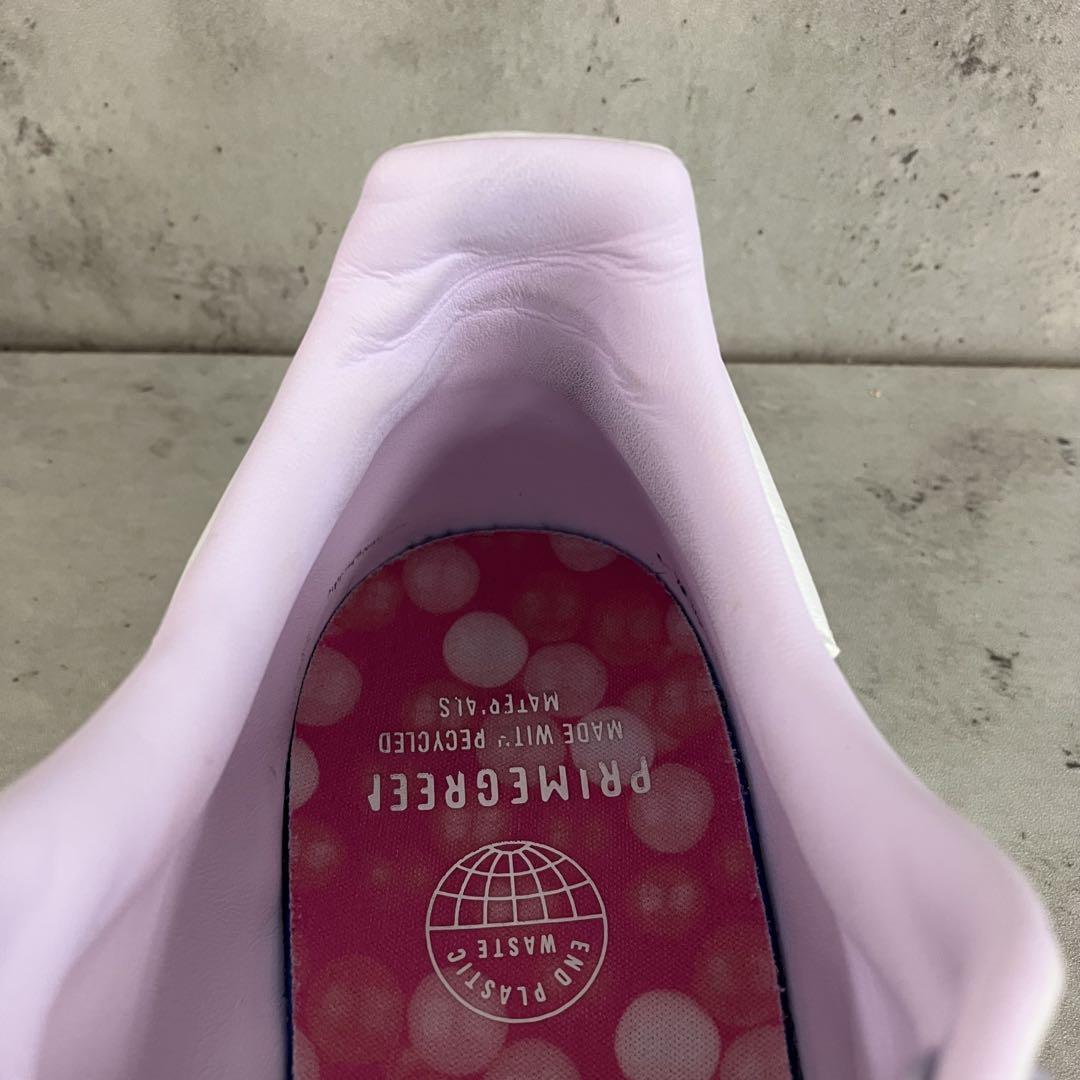 END PLASTIC
WASTE
PRIMEGREEN
MADE WITH RECYCLED
MATERIALS